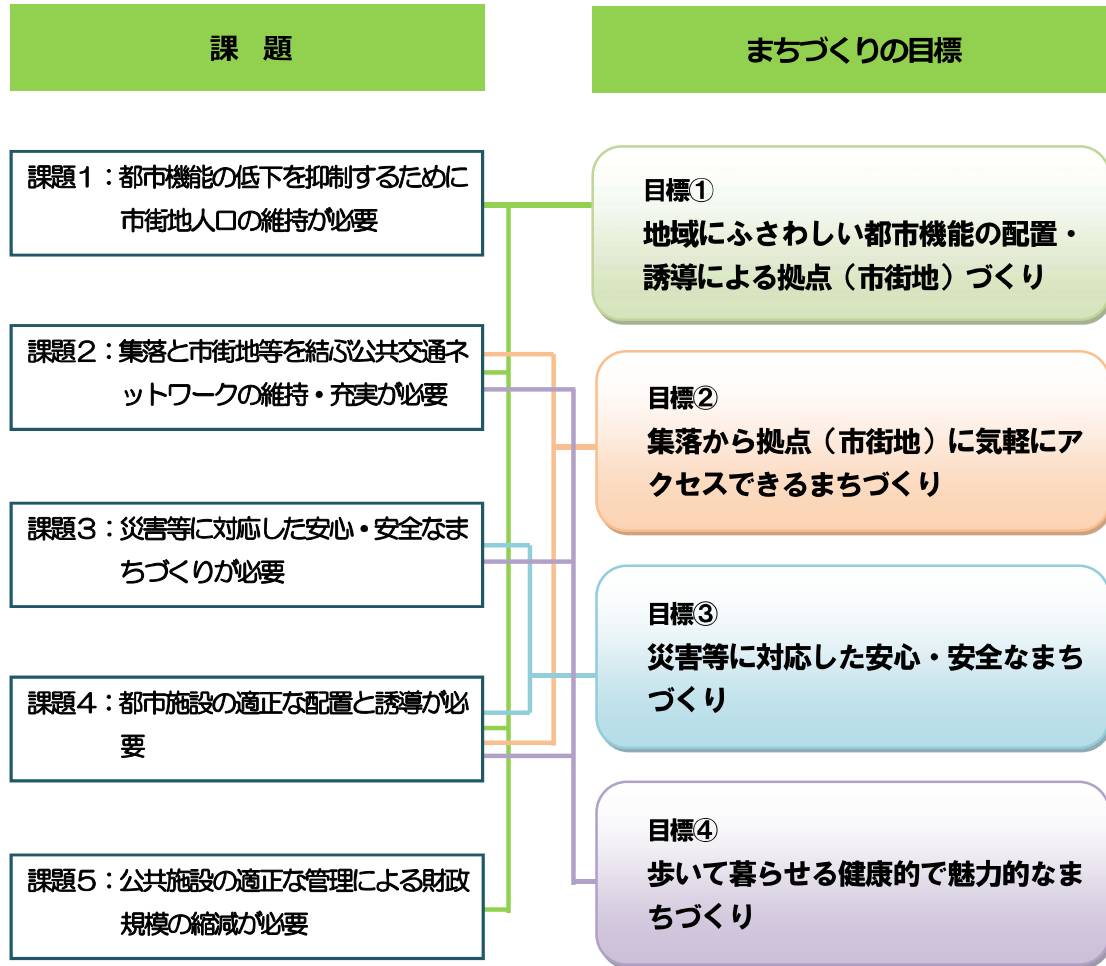 課 題
課題1：都市機能の低下を抑制するために
市街地人口の維持が必要
課題2：集落と市街地等を結ぶ公共交通ネ
ットワークの維持・充実が必要
課題3：災害等に対応した安心・安全なま
ちづくりが必要
課題4：都市施設の適正な配置と誘導が必
要
課題5：公共施設の適正な管理による財政
規模の縮減が必要
まちづくりの目標
目標①
地域にふさわしい都市機能の配置・
誘導による拠点（市街地）づくり
目標②
集落から拠点（市街地）に気軽にア
クセスできるまちづくり
目標③
災害等に対応した安心・安全なまち
づくり
目標④
歩いて暮らせる健康的で魅力的なま
ちづくり